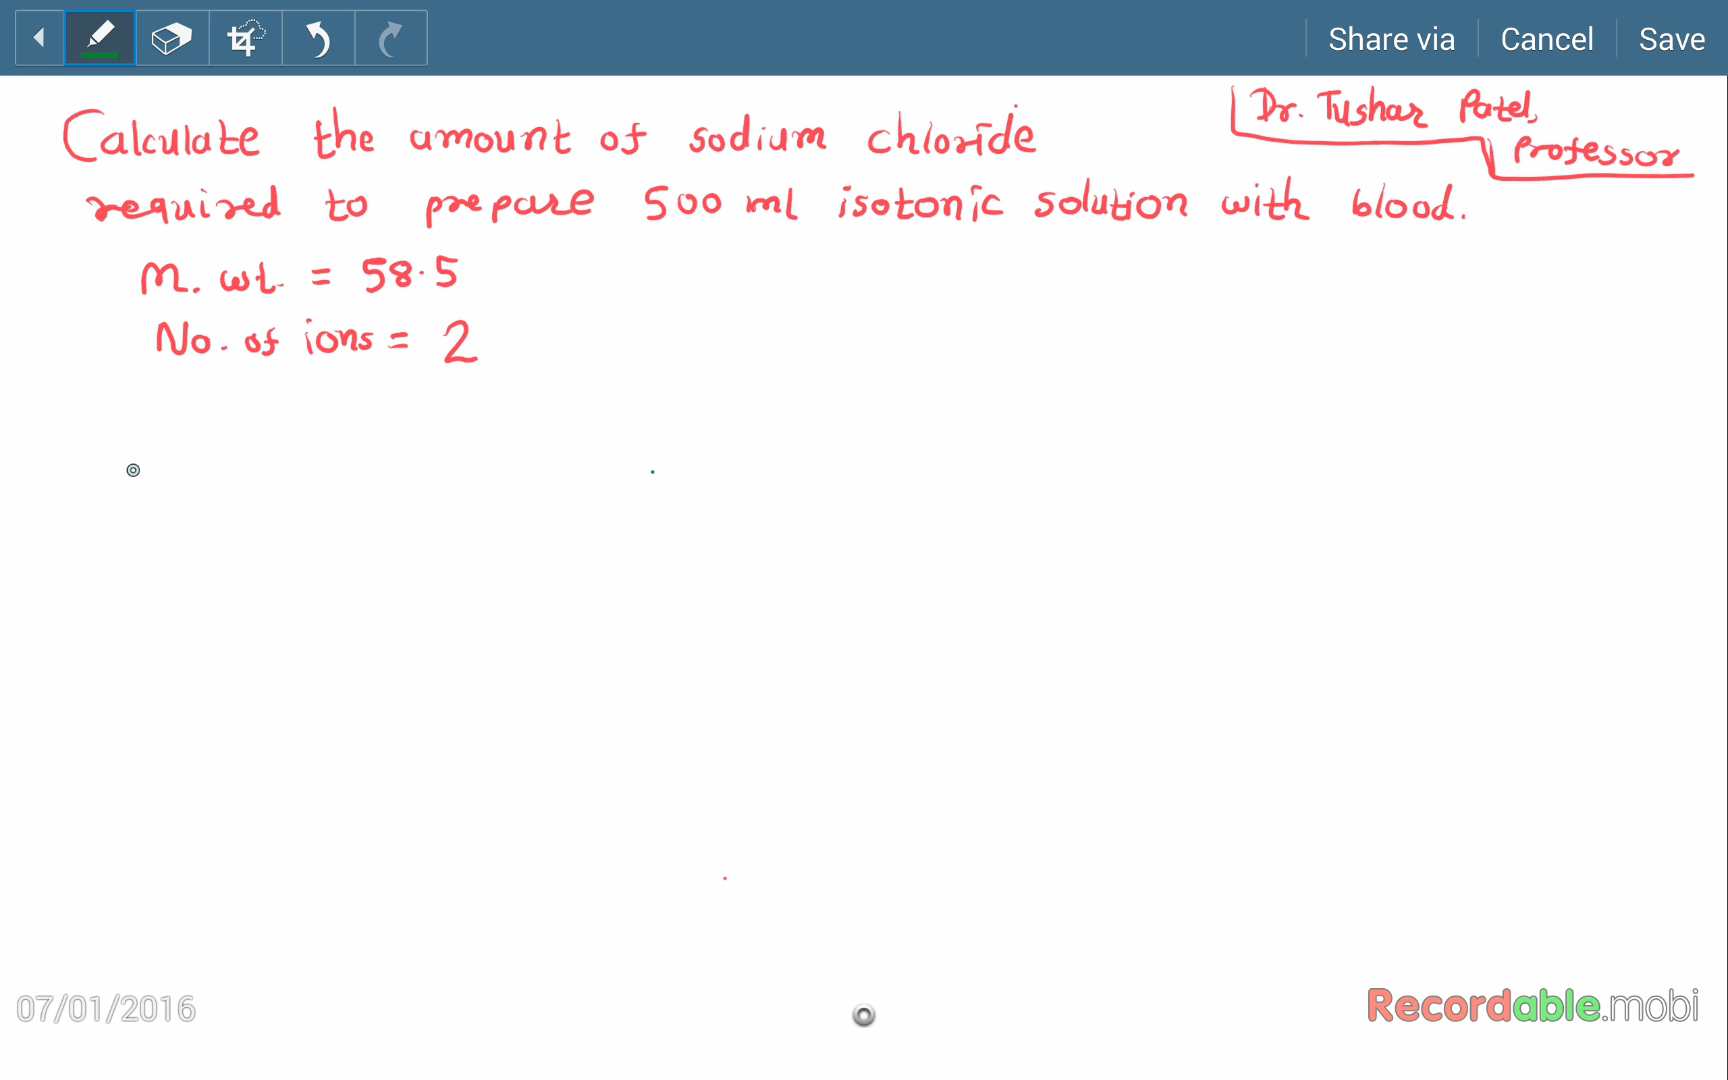 Share via Cancel Save
Dr. Tushar Patel,
Professor
Calculate the amount of sodium chloride
required to prepare 500 ml isotonic solution with blood.
M. wt. = 58.5
No. of ions = 2
07/01/2016
Recordable.mobi